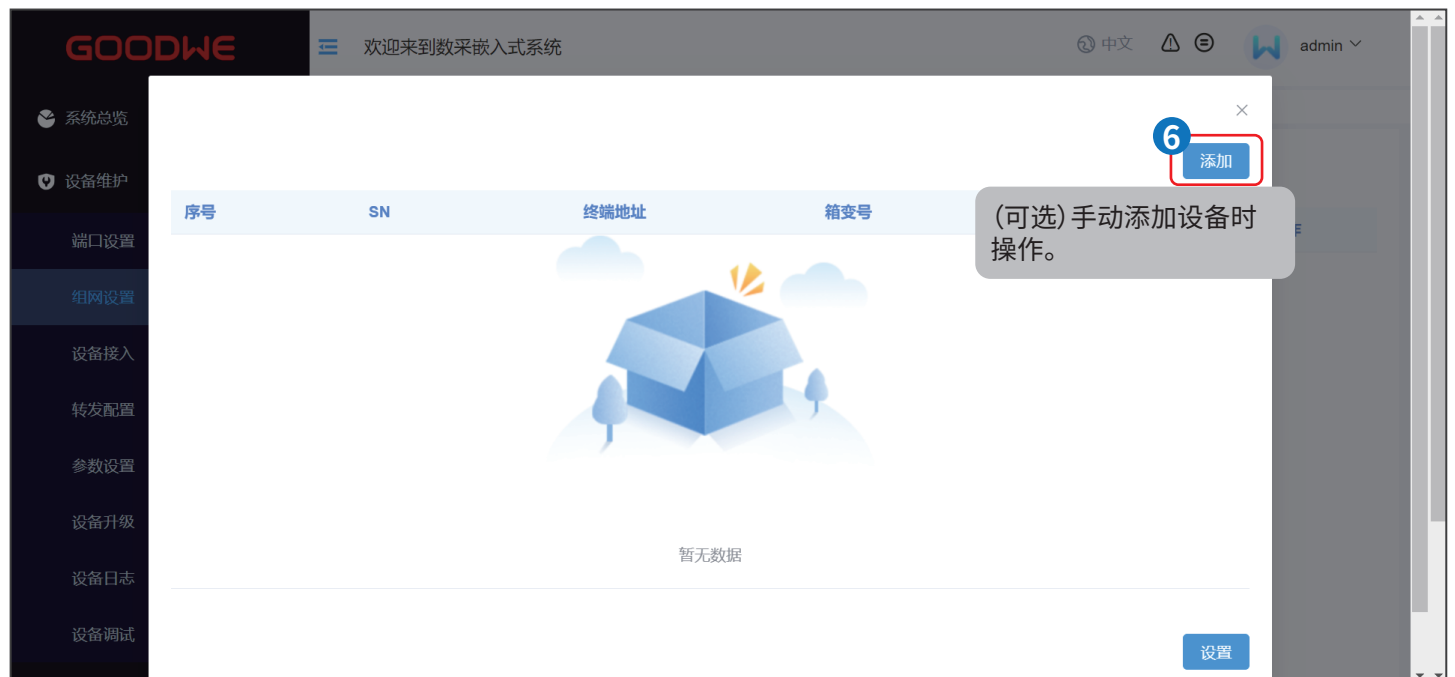 GOODWE
欢迎来到数采嵌入式系统
中文
admin
系统总览
设备维护
端口设置
组网设置
设备接入
转发配置
参数设置
设备升级
设备日志
设备调试
6
添加
序号 SN 终端地址 箱变号
(可选)手动添加设备时
操作。
暂无数据
设置